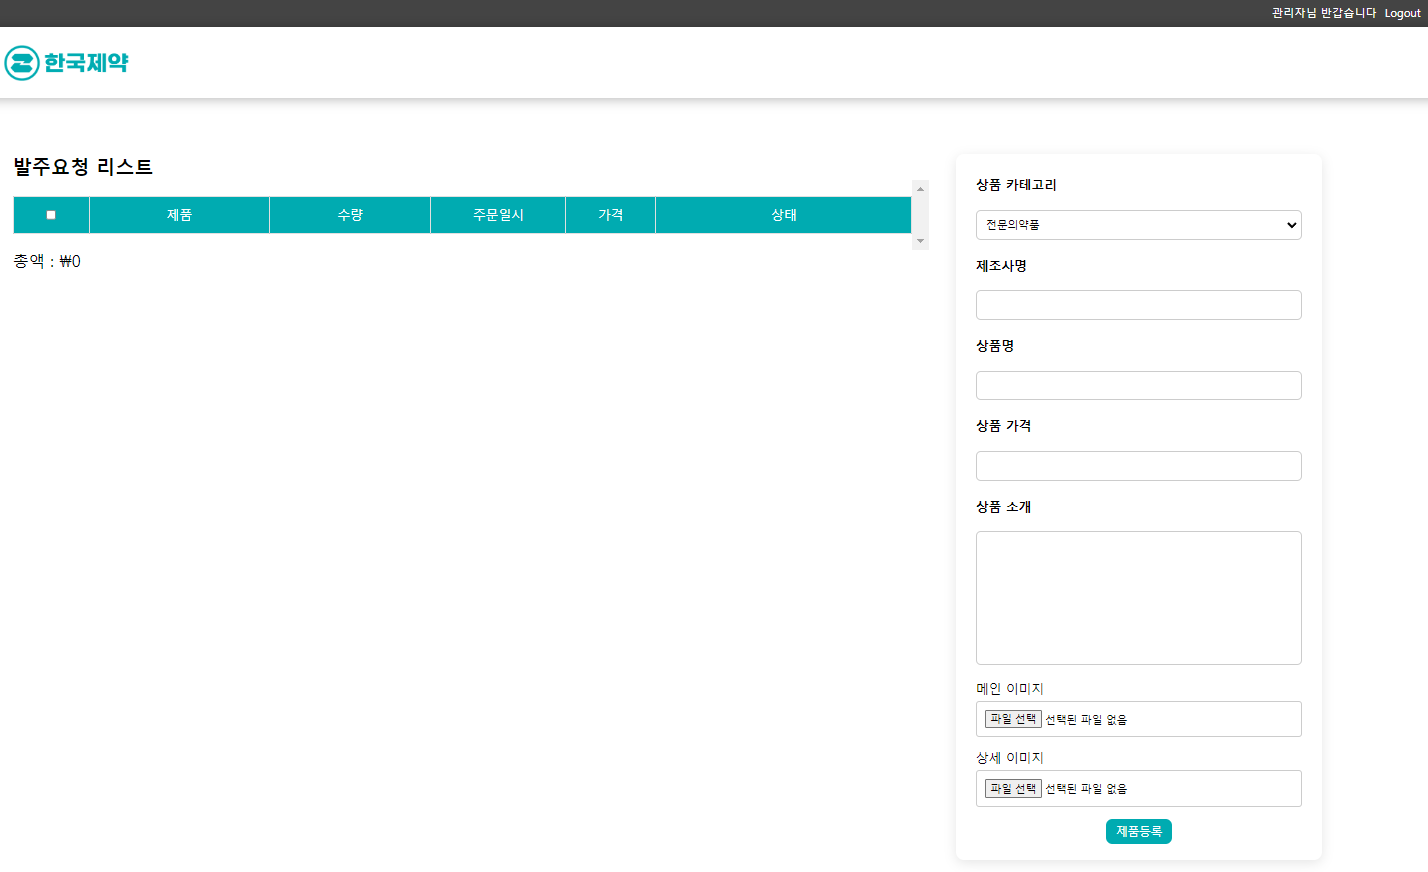 관리자님 반갑습니다 Logout
한국제약
발주요청 리스트
제품 수량 주문일시 가격 상태
총액 : ₩0
상품 카테고리
전문의약품
제조사명
상품명
상품 가격
상품 소개
메인 이미지
파일 선택 선택된 파일 없음
상세 이미지
파일 선택 선택된 파일 없음
제품등록